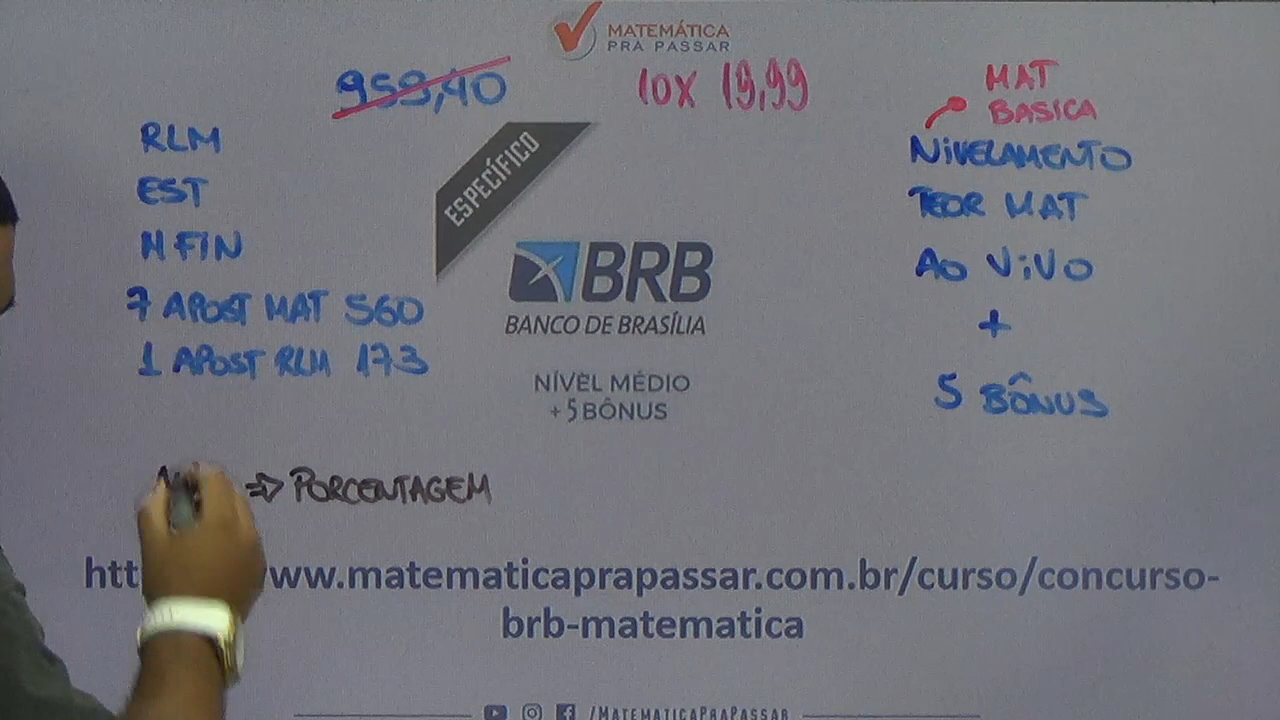 MATEMÁTICA
PRA PASSAR
959,40
10X 19,99
MAT
BASICA
RLM
EST
M FIN
7 APOST MAT 560
1 APOST RLM 173
ESPECÍFICO
BRB
BANCO DE BRASÍLIA
NÍVEL MÉDIO
+5 BÔNUS
NIVELAMENTO
TEOR MAT
AO VIVO
+
5 BÔNUS
⇒ PORCENTAGEM
htt ww.matematicaprapassar.com.br/curso/concurso-
brb-matematica
/MATEMATICAPRAPASSAR